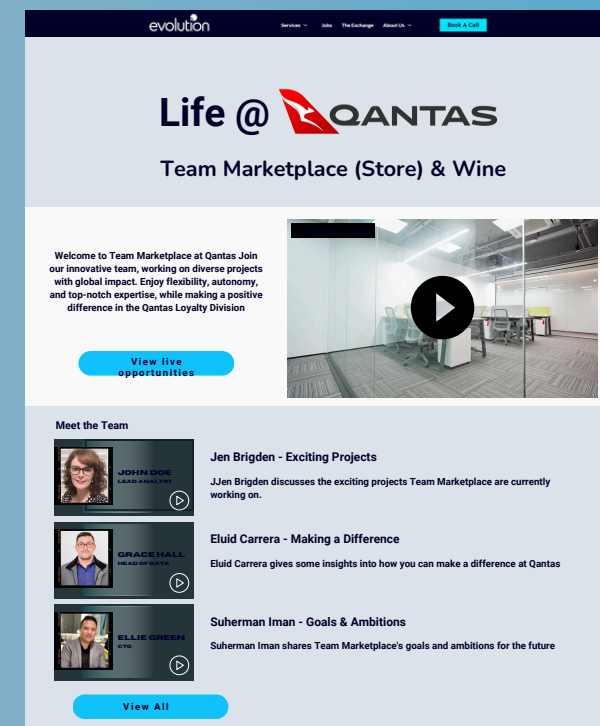 evolution
Services Jobs The Exchange About Us Book A Call
Life @ QANTAS
Team Marketplace (Store) & Wine
Welcome to Team Marketplace at Qantas Join
our innovative team, working on diverse projects
with global impact. Enjoy flexibility, autonomy,
and top-notch expertise, while making a positive
difference in the Qantas Loyalty Division
View live
opportunities
Meet the Team
JOHN DOE
LEAD ANALYST
Jen Brigden - Exciting Projects
JJen Brigden discusses the exciting projects Team Marketplace are currently
working on.
GRACE HALL
HEAD OF DATA
Eluid Carrera - Making a Difference
Eluid Carrera gives some insights into how you can make a difference at Qantas
ELLIE GREEN
CTO
Suherman Iman - Goals & Ambitions
Suherman Iman shares Team Marketplace's goals and ambitions for the future
View All